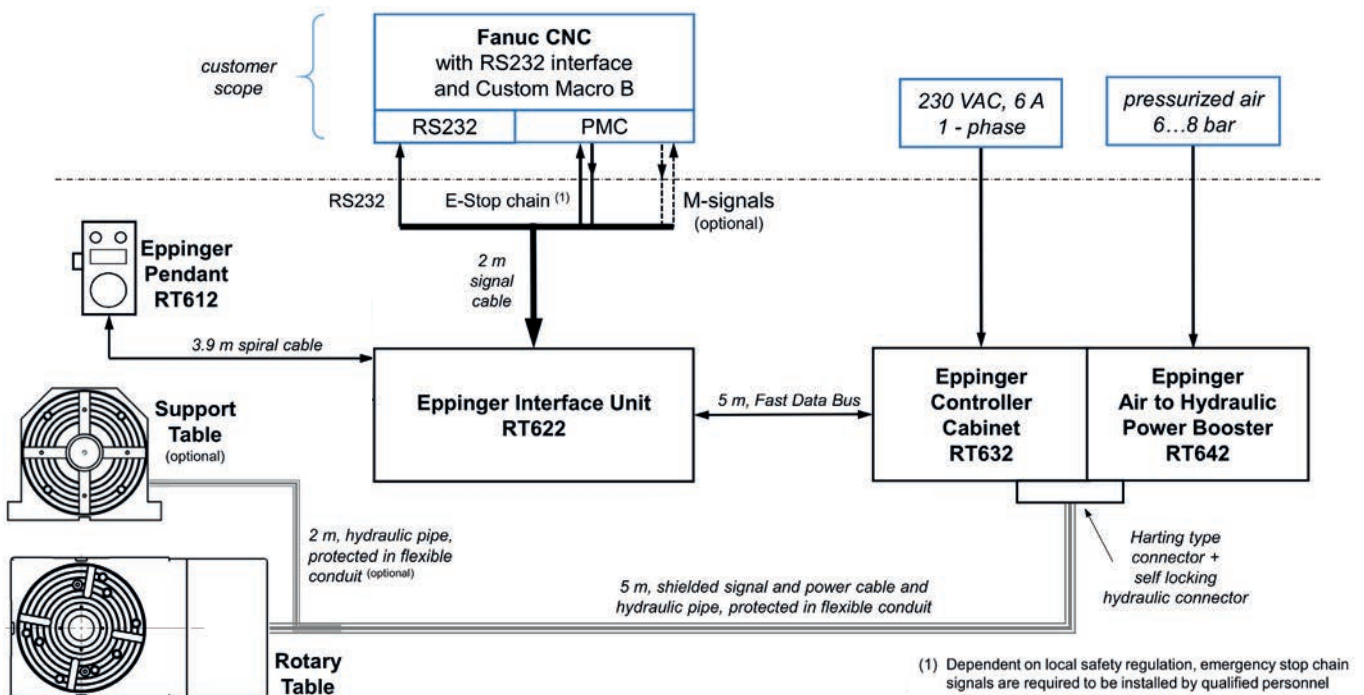 customer
scope
Fanuc CNC
with RS232 interface
and Custom Macro B
RS232
PMC
230 VAC, 6 A
1 - phase
pressurized air
6…8 bar
RS232
E-Stop chain (1)
M-signals
(optional)
Eppinger
Pendant
RT612
2 m
signal
cable
3.9 m spiral cable
Eppinger Interface Unit
RT622
5 m, Fast Data Bus
Eppinger
Controller
Cabinet
RT632
Eppinger
Air to Hydraulic
Power Booster
RT642
Support
Table
(optional)
2 m, hydraulic pipe,
protected in flexible
conduit (optional)
5 m, shielded signal and power cable and
hydraulic pipe, protected in flexible conduit
Harting type
connector +
self locking
hydraulic connector
Rotary
Table
(1) Dependent on local safety regulation, emergency stop chain
signals are required to be installed by qualified personnel